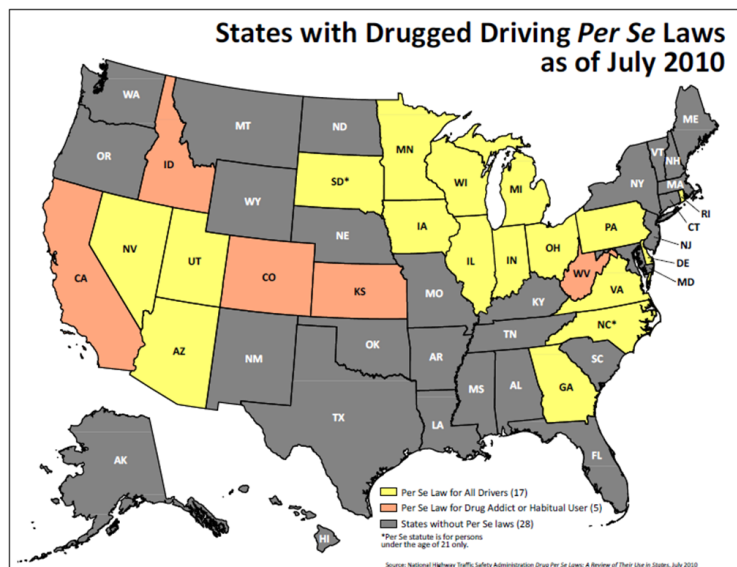 States with Drugged Driving Per Se Laws
as of July 2010
WA
MT
ND
MN
ME
OR
ID
SD*
WI
MI
VT
NH
NY
MA
WY
RI
CT
NE
IA
PA
NJ
NV
UT
CO
IL
IN
OH
DE
MD
CA
KS
MO
WV
VA
KY
NC*
TN
AZ
NM
OK
AR
SC
MS
AL
GA
TX
LA
FL
AK
HI
Per Se Law for All Drivers (17)
Per Se Law for Drug Addict or Habitual User (5)
States without Per Se laws (28)
*Per Se statute is for persons
under the age of 21 only.
Source: National Highway Traffic Safety Administration Drug Per Se Laws: A Review of Their Use in States, July 2010